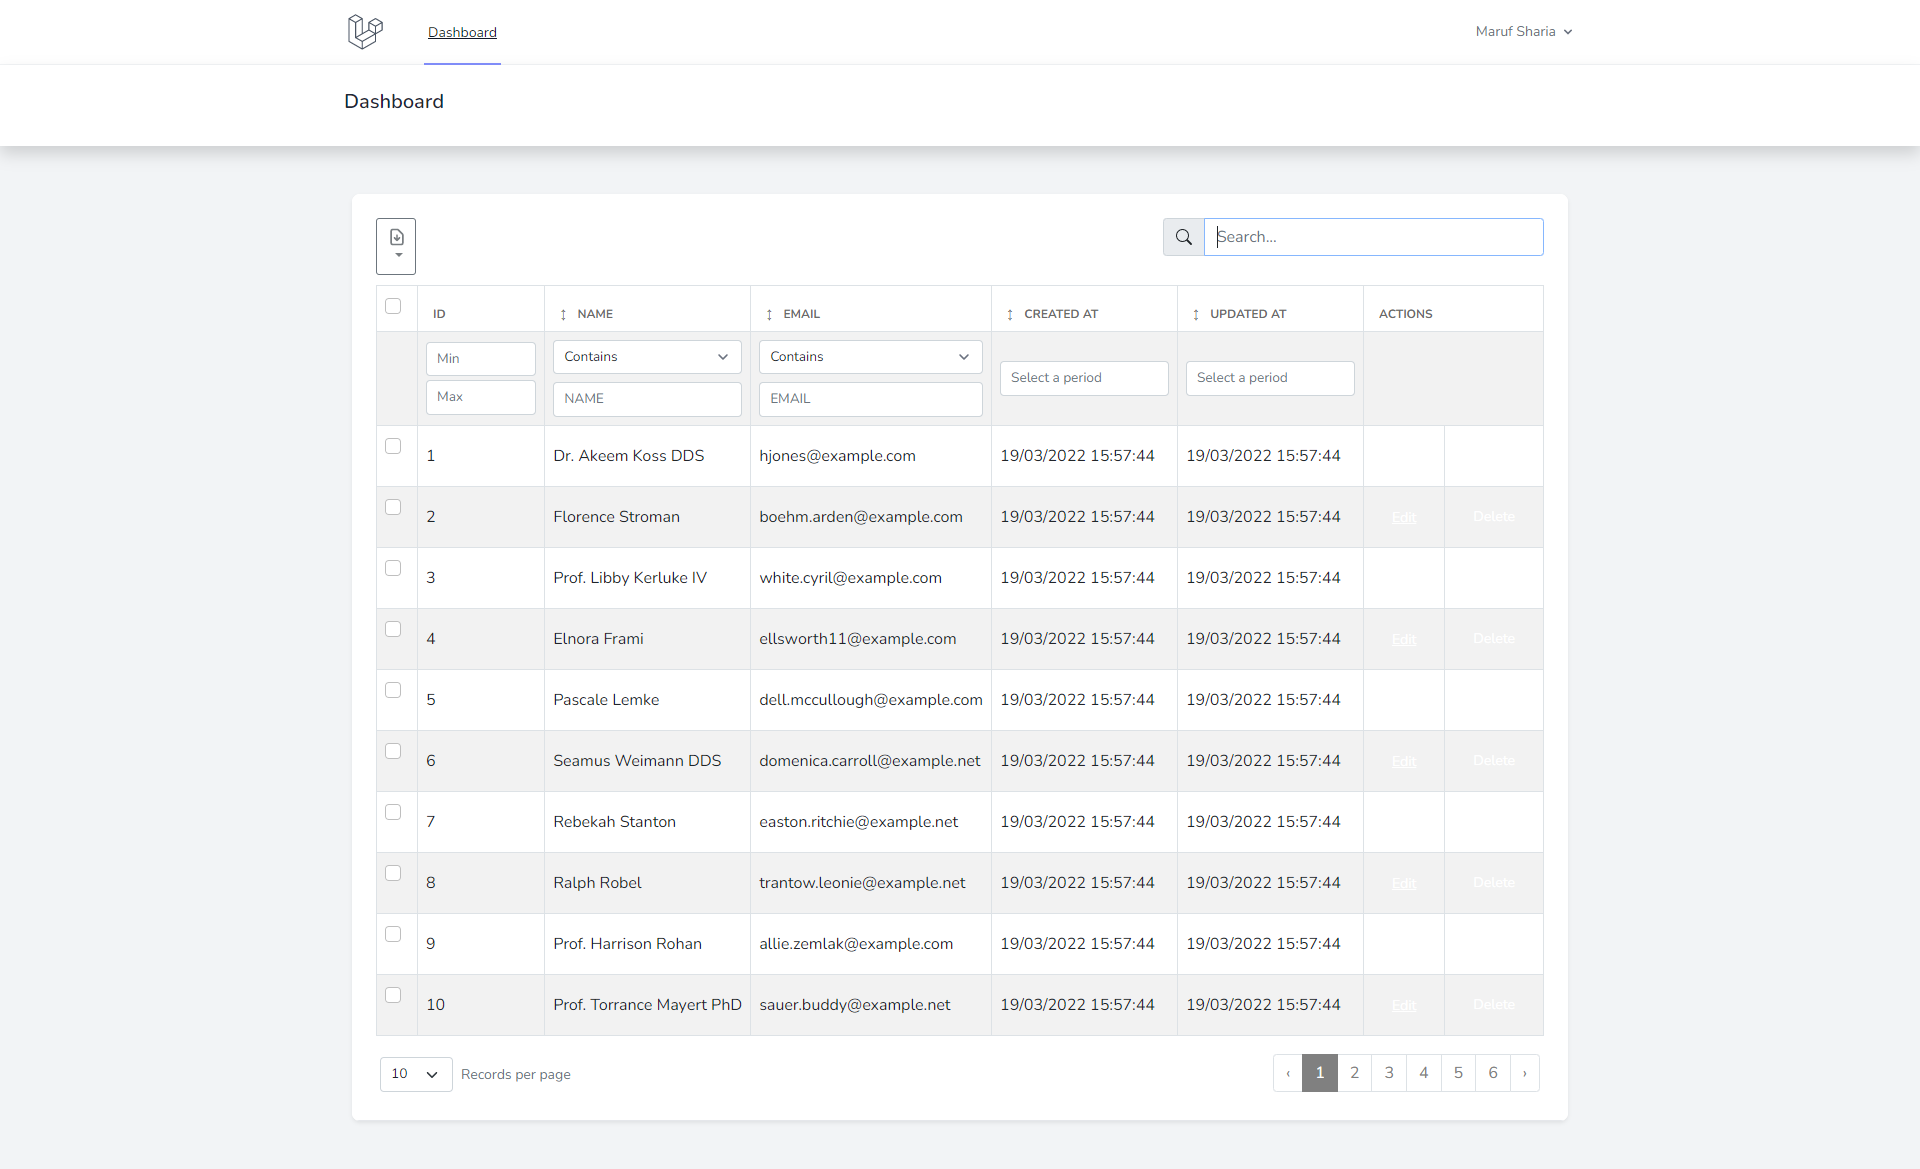 Dashboard
Maruf Sharia
Dashboard
Search...
ID NAME EMAIL CREATED AT UPDATED AT ACTIONS
Min Contains Contains Select a period Select a period
Max NAME EMAIL
1 Dr. Akeem Koss DDS hjones@example.com 19/03/2022 15:57:44 19/03/2022 15:57:44
2 Florence Stroman boehm.arden@example.com 19/03/2022 15:57:44 19/03/2022 15:57:44 Edit Delete
3 Prof. Libby Kerluke IV white.cyril@example.com 19/03/2022 15:57:44 19/03/2022 15:57:44
4 Elnora Frami ellsworth11@example.com 19/03/2022 15:57:44 19/03/2022 15:57:44 Edit Delete
5 Pascale Lemke dell.mccullough@example.com 19/03/2022 15:57:44 19/03/2022 15:57:44
6 Seamus Weimann DDS domenica.carroll@example.net 19/03/2022 15:57:44 19/03/2022 15:57:44 Edit Delete
7 Rebekah Stanton easton.ritchie@example.net 19/03/2022 15:57:44 19/03/2022 15:57:44
8 Ralph Robel trantow.leonie@example.net 19/03/2022 15:57:44 19/03/2022 15:57:44 Edit Delete
9 Prof. Harrison Rohan allie.zemlak@example.com 19/03/2022 15:57:44 19/03/2022 15:57:44
10 Prof. Torrance Mayert PhD sauer.buddy@example.net 19/03/2022 15:57:44 19/03/2022 15:57:44 Edit Delete
10 Records per page ‹ 1 2 3 4 5 6 ›